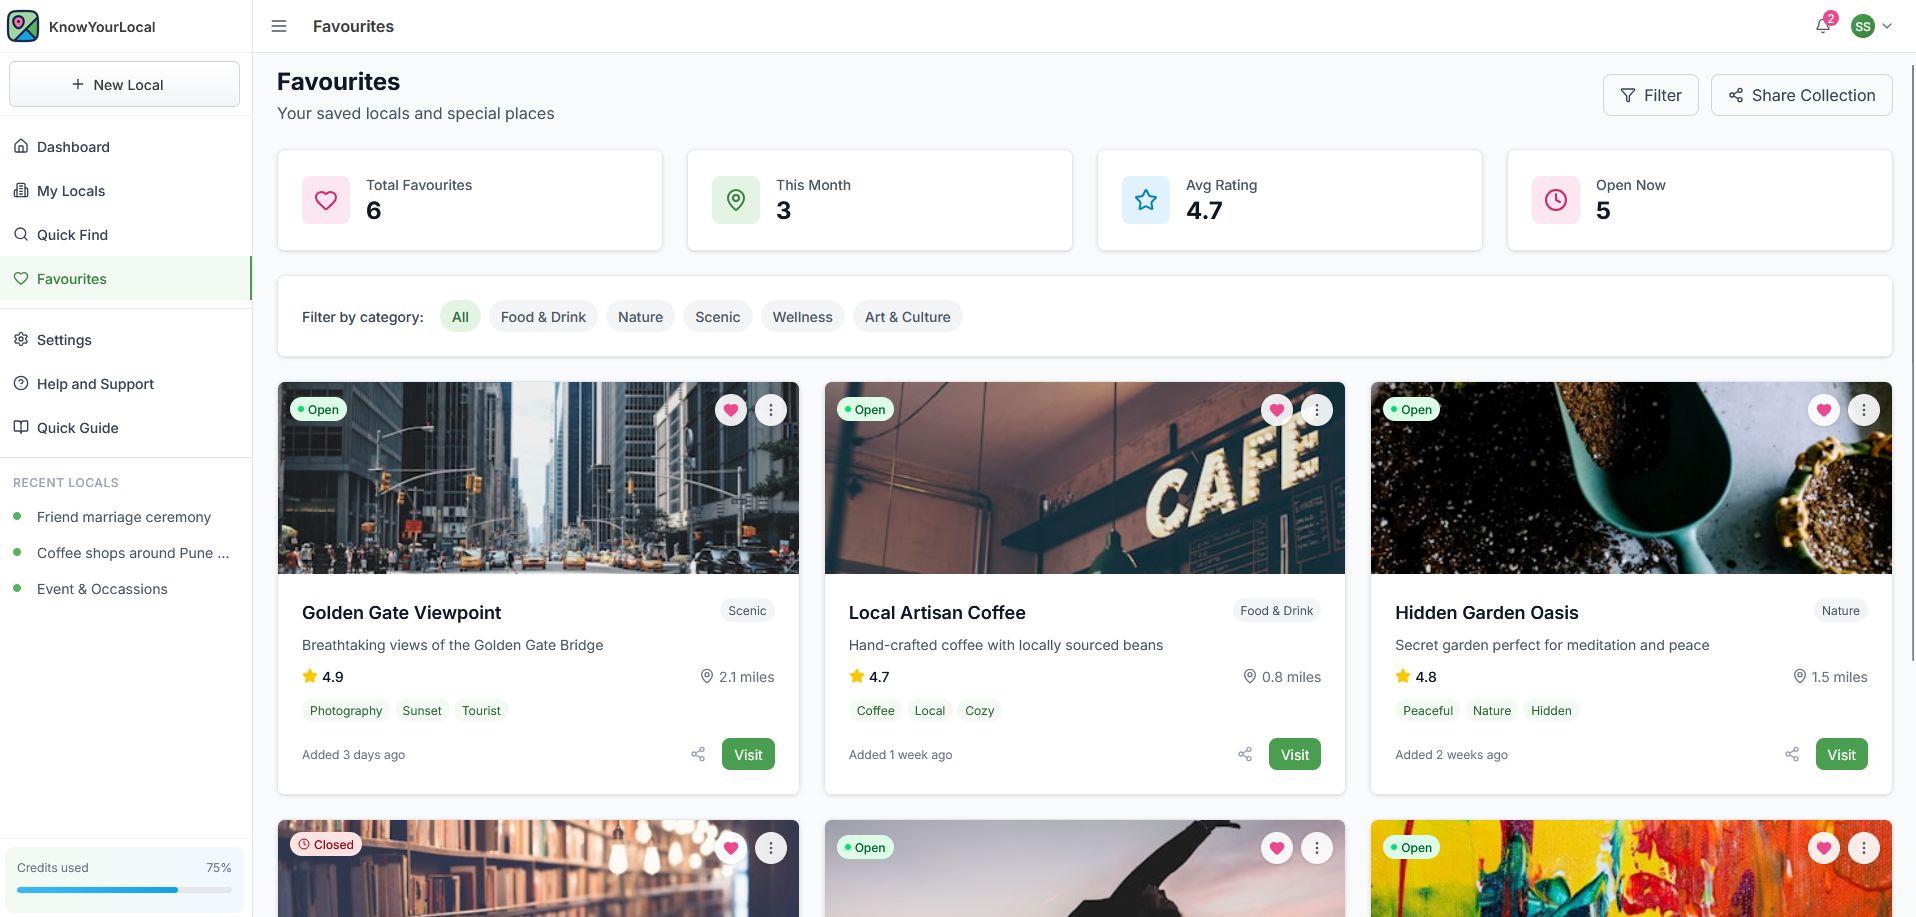 KnowYourLocal
Favourites
2
SS
New Local
Dashboard
My Locals
Quick Find
Favourites
Settings
Help and Support
Quick Guide
RECENT LOCALS
Friend marriage ceremony
Coffee shops around Pune ...
Event & Occassions
Credits used
75%
Favourites
Your saved locals and special places
Filter
Share Collection
Total Favourites
6
This Month
3
Avg Rating
4.7
Open Now
5
Filter by category:
All
Food & Drink
Nature
Scenic
Wellness
Art & Culture
Open
Golden Gate Viewpoint
Scenic
Breathtaking views of the Golden Gate Bridge
4.9
2.1 miles
Photography
Sunset
Tourist
Added 3 days ago
Visit
Open
CAFE
Local Artisan Coffee
Food & Drink
Hand-crafted coffee with locally sourced beans
4.7
0.8 miles
Coffee
Local
Cozy
Added 1 week ago
Visit
Open
Hidden Garden Oasis
Nature
Secret garden perfect for meditation and peace
4.8
1.5 miles
Peaceful
Nature
Hidden
Added 2 weeks ago
Visit
Closed
Open
Open